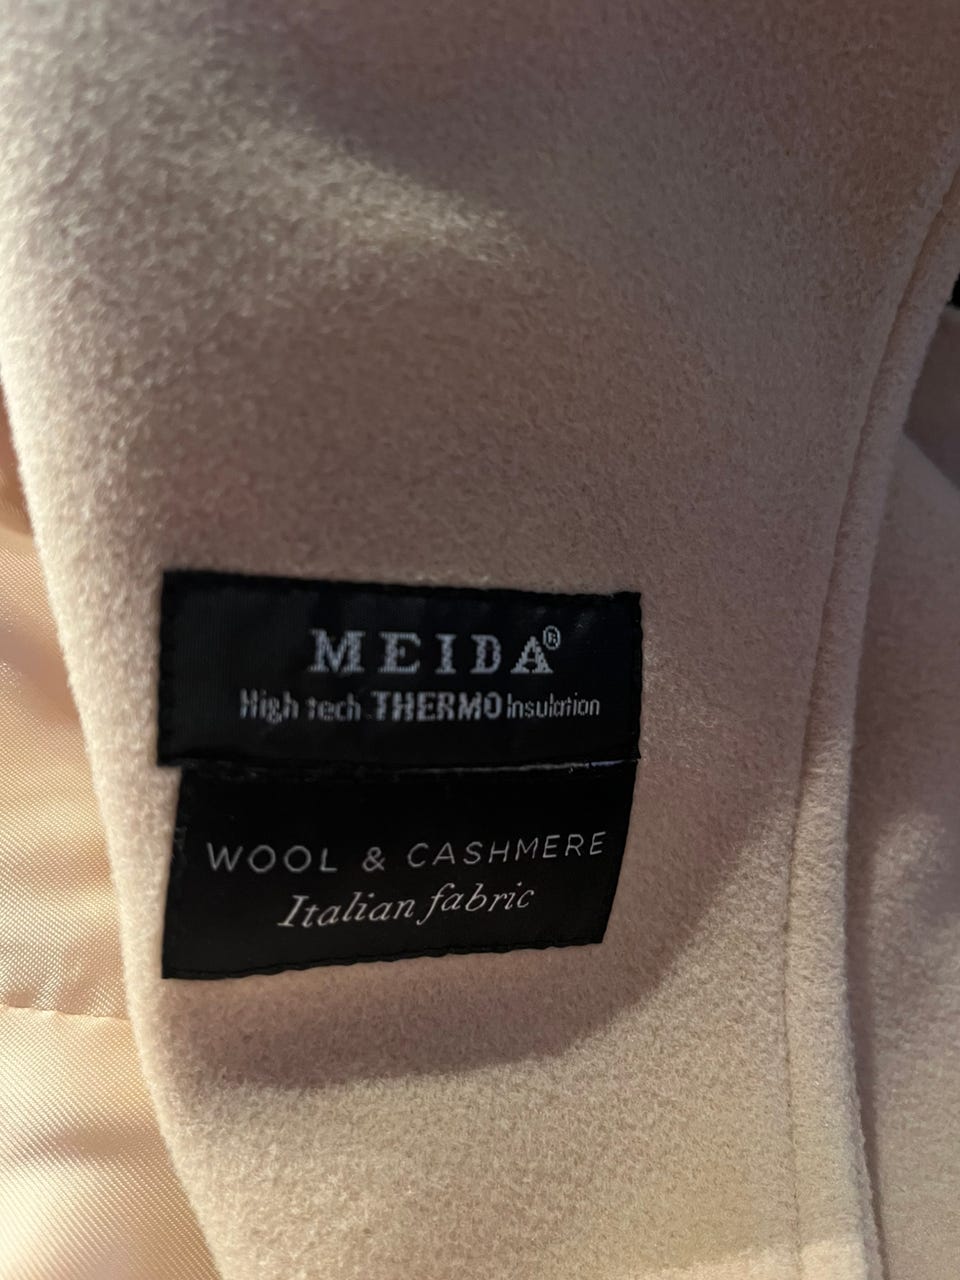 MEIDA®
High tech THERMO Insulation
WOOL & CASHMERE
Italian fabric